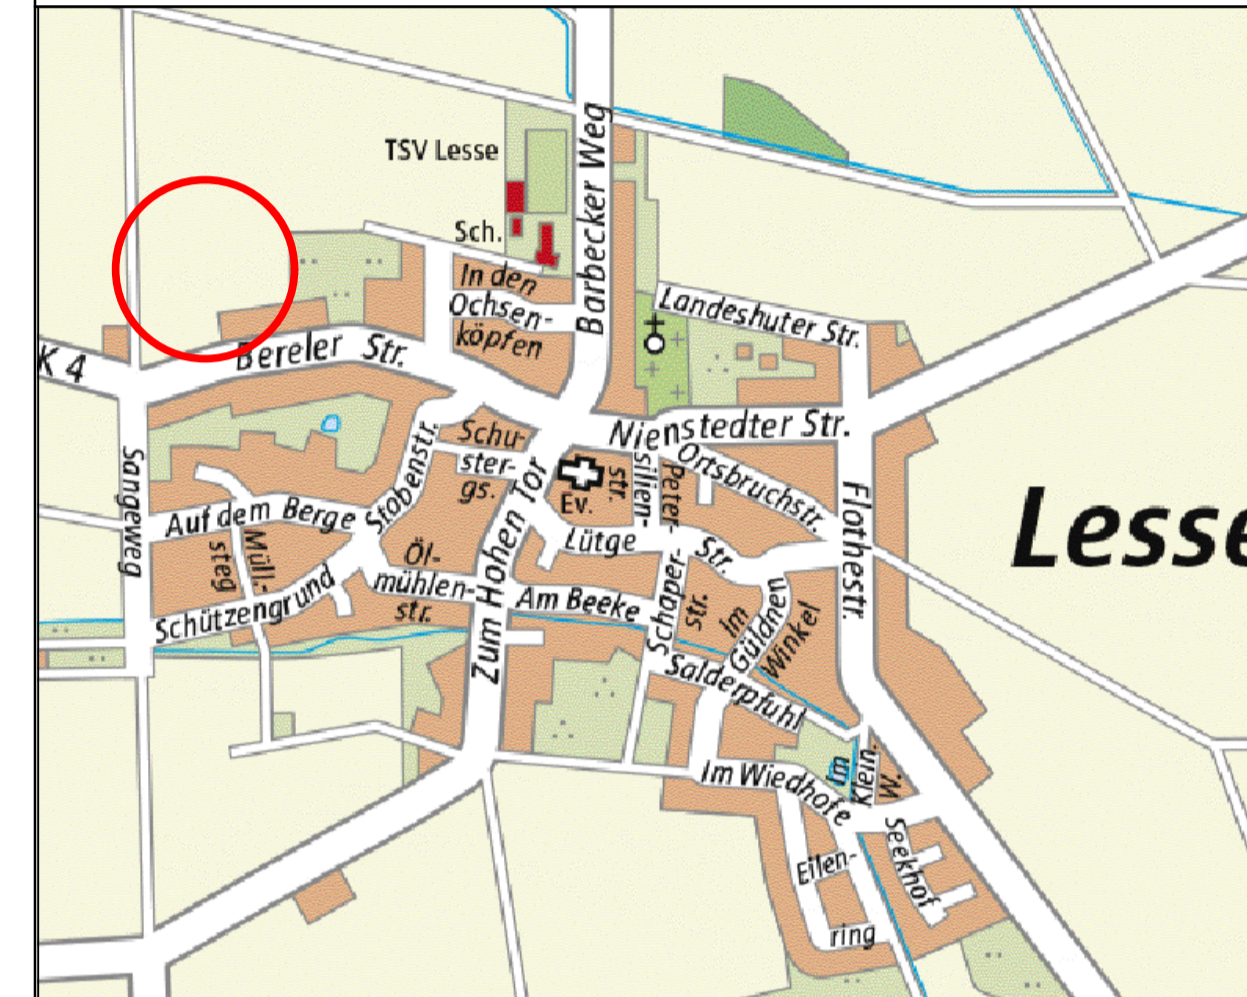 TSV Lesse
Barbecker Weg
Sch.
In den
Ochsen-
köpfen
Landeshuter Str.
K 4
Bereler Str.
Nienstedter Str.
Schu-
ster-
gs.
Stobenstr.
Sangeweg
Auf dem Berge
Müll-
steg
Schützengrund
Öl-
mühlen-
str.
Zum Hohen Tor
Ev.
silien-
str.
Peter-
Ortsbruchstr.
Flothestr.
Lesse
Lütge
Str.
Am Beeke
Schaper-
str.
Im
Güldnen
Winkel
Salderpfuhl
Im Wiedhofe
Im
Klein.
W.
Seekhof
Eilen-
ring